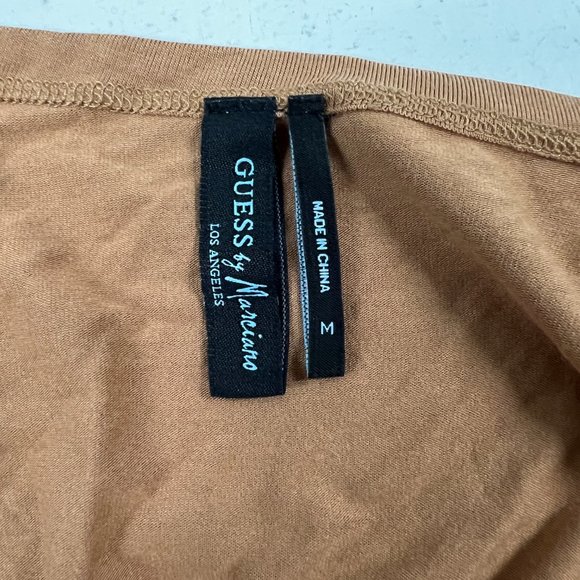 GUESS by Marciano
LOS ANGELES
MADE IN CHINA
M